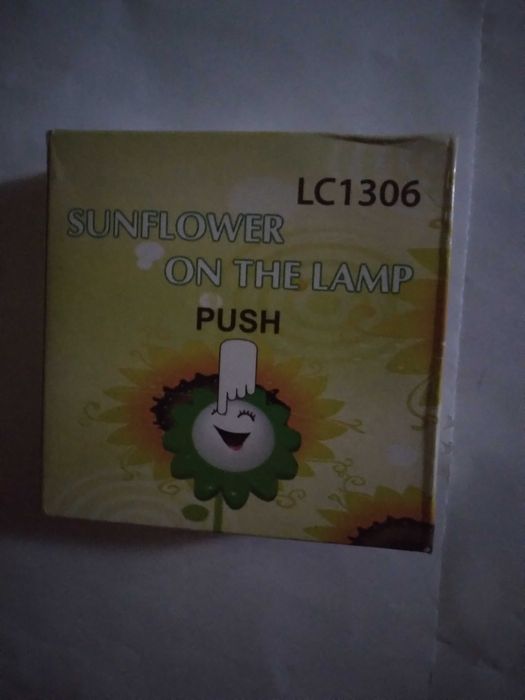 LC1306
SUNFLOWER
ON THE LAMP
PUSH